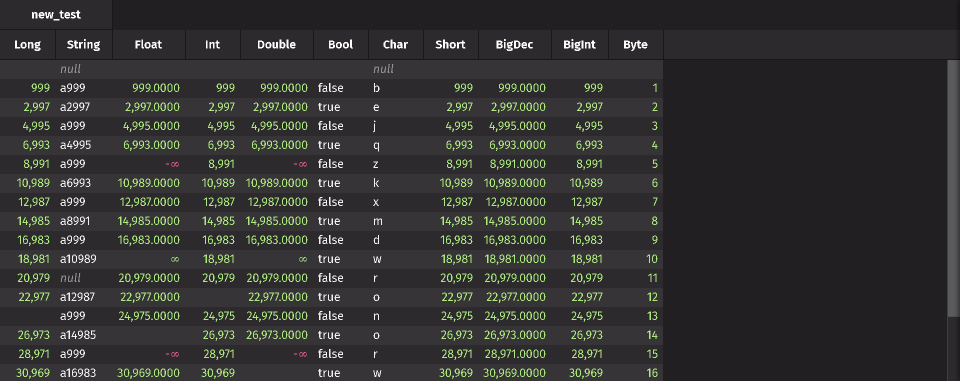 new_test
Long String Float Int Double Bool Char Short BigDec BigInt Byte
null null
999 a999 999.0000 999 999.0000 false b 999 999.0000 999 1
2,997 a2997 2,997.0000 2,997 2,997.0000 true e 2,997 2,997.0000 2,997 2
4,995 a999 4,995.0000 4,995 4,995.0000 false j 4,995 4,995.0000 4,995 3
6,993 a4995 6,993.0000 6,993 6,993.0000 true q 6,993 6,993.0000 6,993 4
8,991 a999 -∞ 8,991 -∞ false z 8,991 8,991.0000 8,991 5
10,989 a6993 10,989.0000 10,989 10,989.0000 true k 10,989 10,989.0000 10,989 6
12,987 a999 12,987.0000 12,987 12,987.0000 false x 12,987 12,987.0000 12,987 7
14,985 a8991 14,985.0000 14,985 14,985.0000 true m 14,985 14,985.0000 14,985 8
16,983 a999 16,983.0000 16,983 16,983.0000 false d 16,983 16,983.0000 16,983 9
18,981 a10989 ∞ 18,981 ∞ true w 18,981 18,981.0000 18,981 10
20,979 null 20,979.0000 20,979 20,979.0000 false r 20,979 20,979.0000 20,979 11
22,977 a12987 22,977.0000 22,977.0000 true o 22,977 22,977.0000 22,977 12
a999 24,975.0000 24,975 24,975.0000 false n 24,975 24,975.0000 24,975 13
26,973 a14985 26,973 26,973.0000 true o 26,973 26,973.0000 26,973 14
28,971 a999 -∞ 28,971 -∞ false r 28,971 28,971.0000 28,971 15
30,969 a16983 30,969.0000 30,969 true w 30,969 30,969.0000 30,969 16